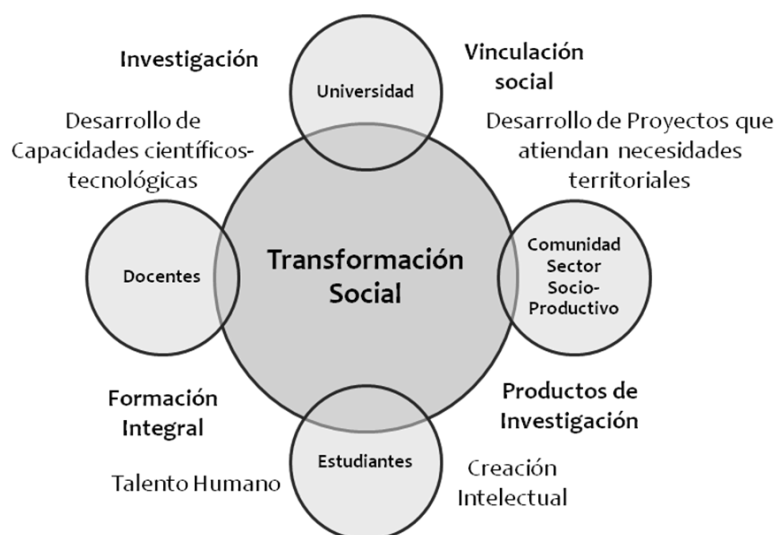 Investigación
Universidad
Vinculación
social
Desarrollo de
Capacidades científicos-
tecnológicas
Desarrollo de Proyectos que
atiendan necesidades
territoriales
Docentes
Transformación
Social
Comunidad
Sector
Socio-
Productivo
Formación
Integral
Productos de
Investigación
Talento Humano
Estudiantes
Creación
Intelectual